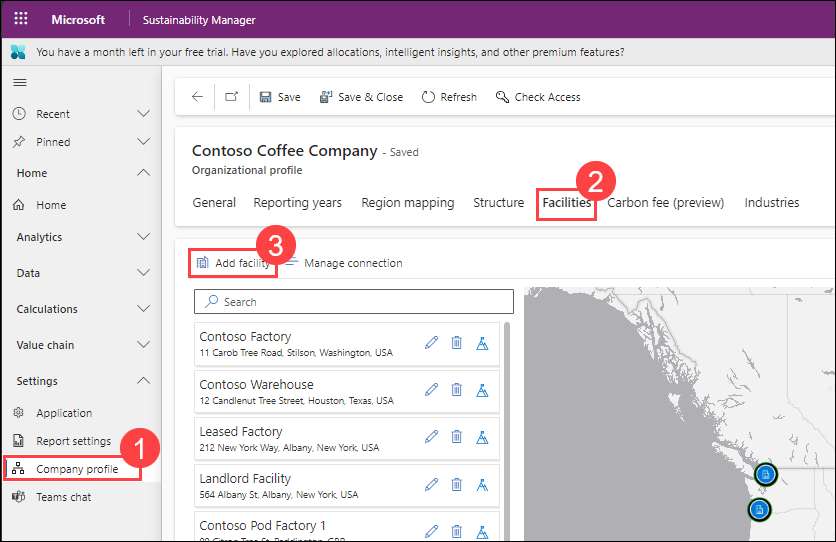 Microsoft Sustainability Manager
You have a month left in your free trial. Have you explored allocations, intelligent insights, and other premium features?
Recent
Pinned
Home
Home
Analytics
Data
Calculations
Value chain
Settings
Application
Report settings
1
Company profile
Teams chat
Save
Save & Close
Refresh
Check Access
Contoso Coffee Company - Saved
Organizational profile
2
General
Reporting years
Region mapping
Structure
Facilities
Carbon fee (preview)
Industries
3
Add facility
Manage connection
Search
Contoso Factory
11 Carob Tree Road, Stilson, Washington, USA
Contoso Warehouse
12 Candlenut Tree Street, Houston, Texas, USA
Leased Factory
212 New York Way, Albany, New York, USA
Landlord Facility
564 Albany St, Albany, New York, USA
Contoso Pod Factory 1